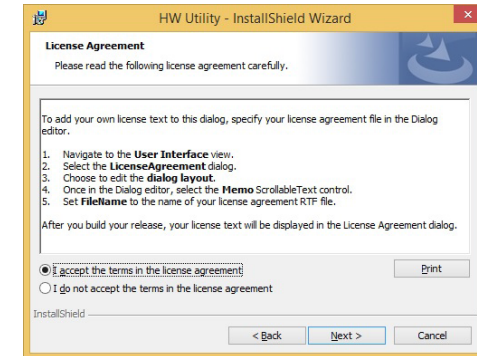 HW Utility - InstallShield Wizard
License Agreement
Please read the following license agreement carefully.
To add your own license text to this dialog, specify your license agreement file in the Dialog
editor.
1. Navigate to the User Interface view.
2. Select the LicenseAgreement dialog.
3. Choose to edit the dialog layout.
4. Once in the Dialog editor, select the Memo ScrollableText control.
5. Set FileName to the name of your license agreement RTF file.
After you build your release, your license text will be displayed in the License Agreement dialog.
I accept the terms in the license agreement
Print
I do not accept the terms in the license agreement
InstallShield
< Back Next > Cancel